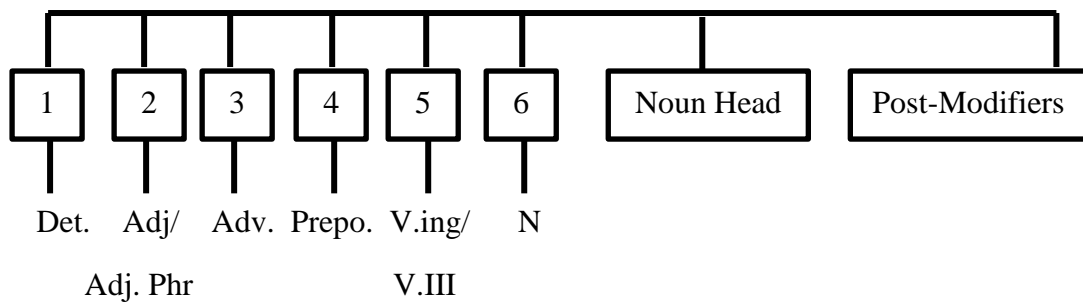 1 2 3 4 5 6 Noun Head Post-Modifiers
Det. Adj/ Adv. Prepo. V.ing/ N
Adj. Phr V.III